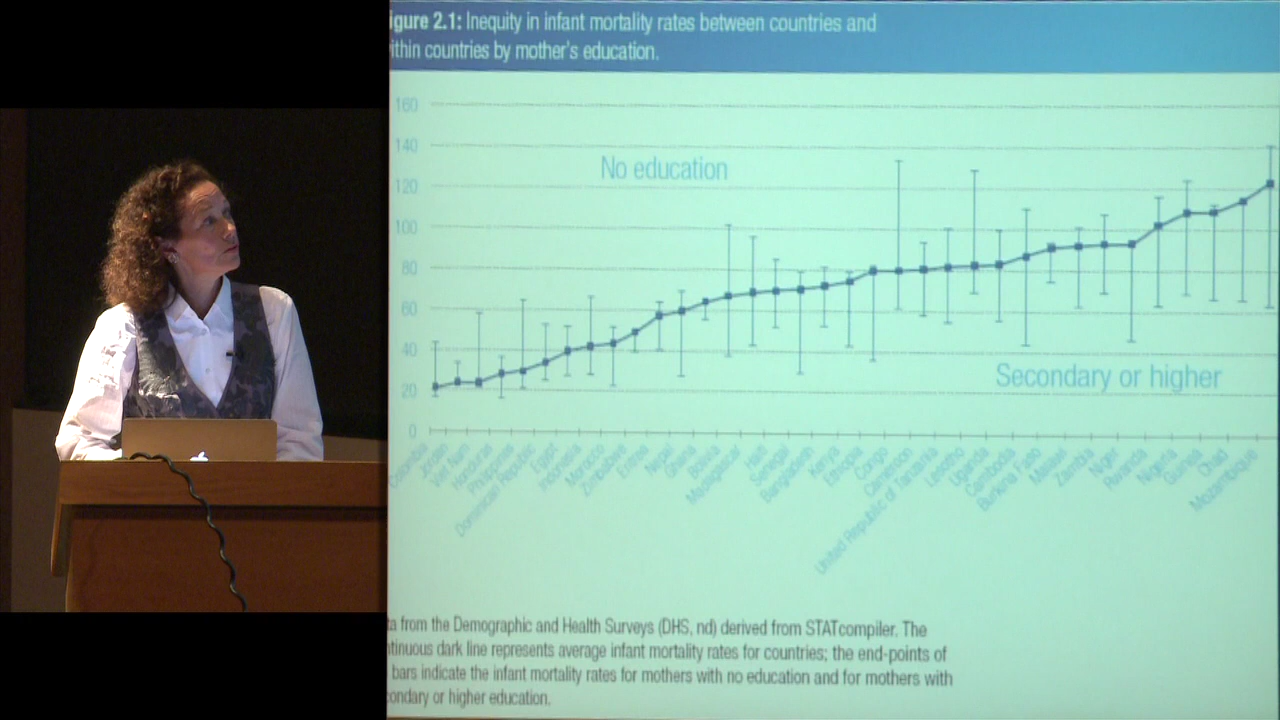 igure 2.1: Inequity in infant mortality rates between countries and
ithin countries by mother's education.
160
140
No education
120
100
80
60
40
Secondary or higher
20
0
Colombia
Jordan
Viet Nam
Honduras
Philippines
Dominican Republic
Egypt
Indonesia
Morocco
Zimbabwe
Nepal
Ghana
Bolivia
Madagascar
Haiti
Senegal
Bangladesh
Kenya
Ethiopia
Congo
Cameroon
United Republic of Tanzania
Lesotho
Uganda
Cambodia
Burkina Faso
Malawi
Zambia
Niger
Rwanda
Nigeria
Guinea
Chad
Mozambique
ta from the Demographic and Health Surveys (DHS, nd) derived from STATcompiler. The
ntinuous dark line represents average infant mortality rates for countries; the end-points of
bars indicate the infant mortality rates for mothers with no education and for mothers with
condary or higher education.